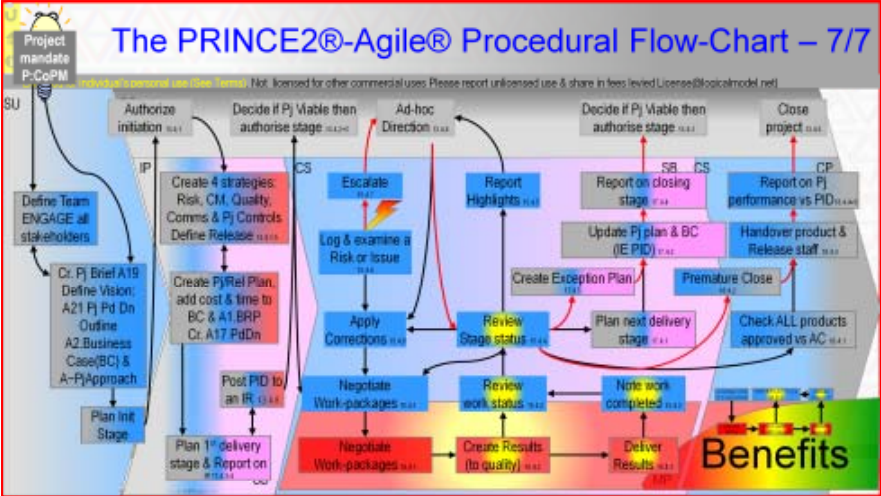 The PRINCE2®-Agile® Procedural Flow-Chart – 7/7
Project
mandate
P:CoPM
individual's personal use (See Terms). Not licensed for other commercial uses Please report unlicensed use & share in fees levied License@logicalmodel.net)
SU
Authorize
initiation
Decide if Pj Viable then
authorise stage
Ad-hoc
Direction
Decide if Pj Viable then
authorise stage
Close
project
IP
CS
SB
CS
CP
Define Team
ENGAGE all
stakeholders
Create 4 strategies:
Risk, CM, Quality,
Comms & Pj Controls
Define Release
Escalate
Report
Highlights
Report on closing
stage
Report on Pj
performance vs PID
Log & examine a
Risk or Issue
Update Pj plan & BC
(IE PID)
Handover product &
Release staff
Cr. Pj Brief A19
Define Vision;
A21 Pj Pd Dn
Outline
A2.Business
Case(BC) &
A~PjApproach
Create Pj/Rel Plan,
add cost & time to
BC & A1.BRP.
Cr. A17 PdDn
Create Exception Plan
Premature Close
Apply
Corrections
Review
Stage status
Plan next delivery
stage
Check ALL products
approved vs AC
Post PID to
an IR
Negotiate
Work-packages
Review
work status
Note work
completed
Plan Init
Stage
Plan 1st delivery
stage & Report on
Negotiate
Work-packages
Create Results
(to quality)
Deliver
Results
Benefits
SB
MP